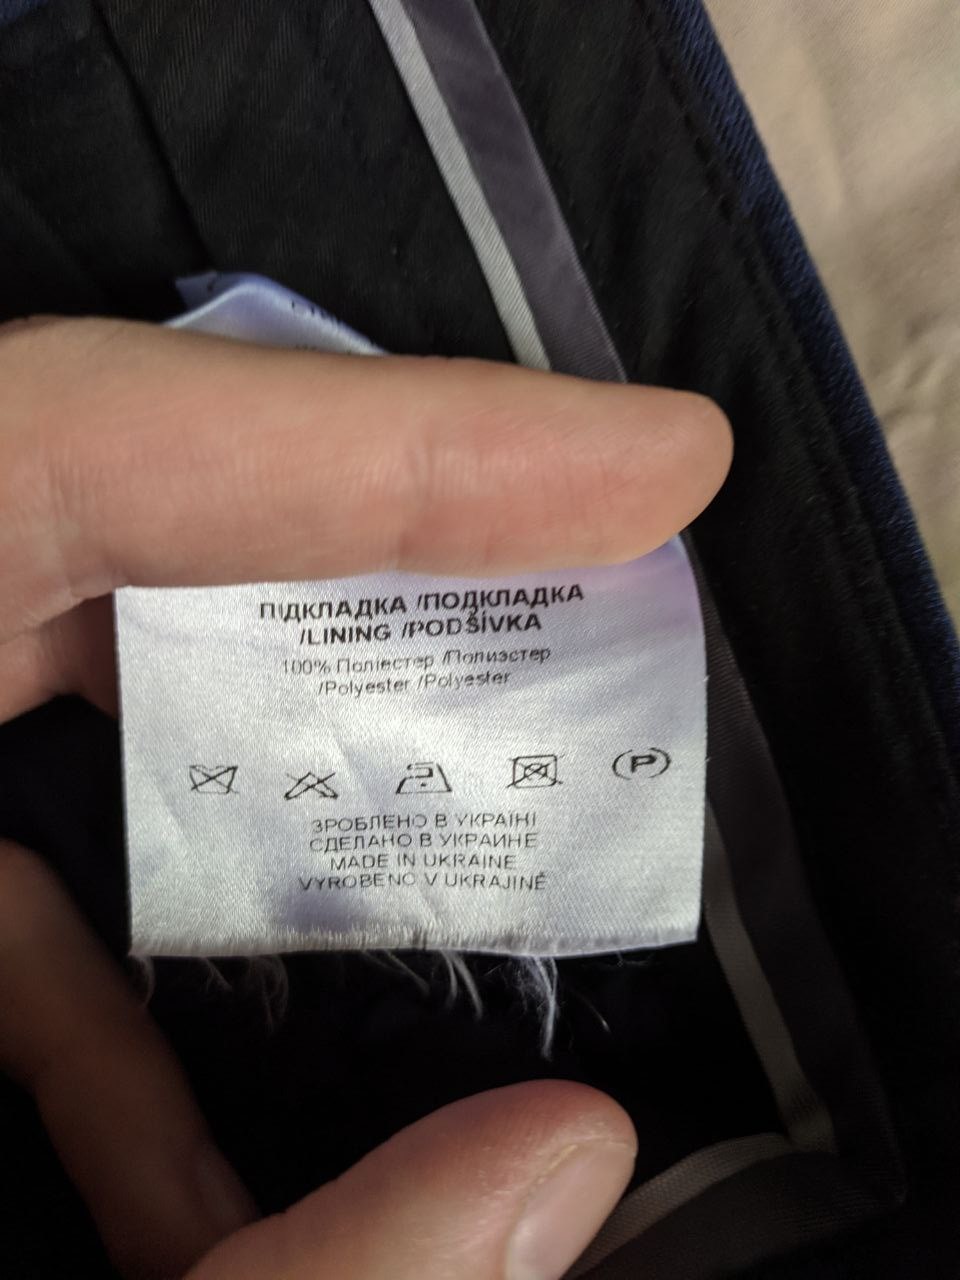 ПІДКЛАДКА /ПОДКЛАДКА
/LINING /PODŠÍVKA
100% Поліестер /Полиэстер
/Polyester /Polyester
P
ЗРОБЛЕНО В УКРАЇНІ
СДЕЛАНО В УКРАИНЕ
MADE IN UKRAINE
VYROBENO V UKRAJINĚ